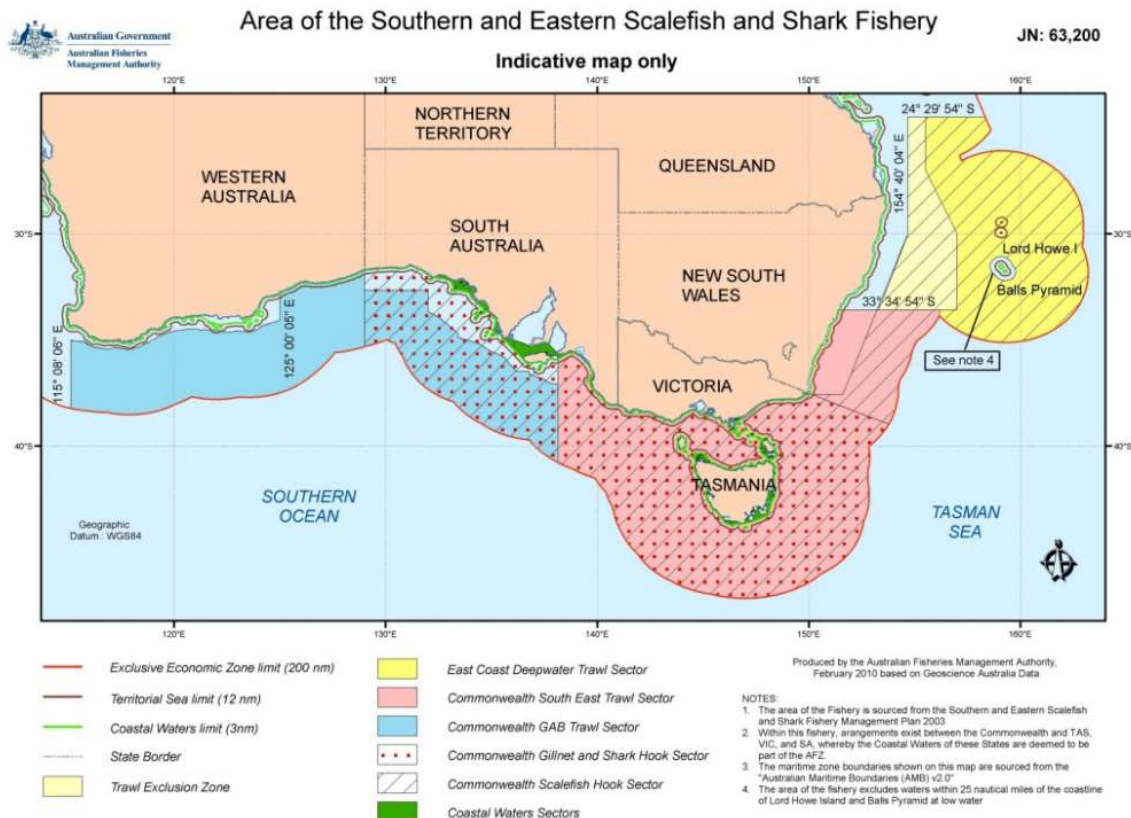 Australian Government
Australian Fisheries
Management Authority
Area of the Southern and Eastern Scalefish and Shark Fishery
JN: 63,200
Indicative map only
120°E
130°E
140°E
150°E
160°E
NORTHERN
TERRITORY
WESTERN
AUSTRALIA
QUEENSLAND
SOUTH
AUSTRALIA
24° 29' 54" S
154° 40' 04" E
30°S
30°S
Lord Howe I
Balls Pyramid
NEW SOUTH
WALES
33° 34' 54" S
115° 08' 06" E
125° 00' 05" E
See note 4
VICTORIA
40°S
40°S
TASMANIA
SOUTHERN
OCEAN
TASMAN
SEA
Geographic
Datum : WGS84
120°E
130°E
140°E
150°E
160°E
Exclusive Economic Zone limit (200 nm)
Territorial Sea limit (12 nm)
Coastal Waters limit (3nm)
State Border
Trawl Exclusion Zone
East Coast Deepwater Trawl Sector
Commonwealth South East Trawl Sector
Commonwealth GAB Trawl Sector
Commonwealth Gillnet and Shark Hook Sector
Commonwealth Scalefish Hook Sector
Coastal Waters Sectors
Produced by the Australian Fisheries Management Authority,
February 2010 based on Geoscience Australia Data
NOTES:
1. The area of the Fishery is sourced from the Southern and Eastern Scalefish
and Shark Fishery Management Plan 2003
2. Within this fishery, arangements exist between the Commonwealth and TAS,
VIC, and SA, whereby the Coastal Waters of these States are deemed to be
part of the AFZ.
3. The maritime zone boundaries shown on this map are sourced from the
"Australian Maritime Boundaries (AMB) v2.0"
4. The area of the fishery excludes waters within 25 nautical miles of the coastline
of Lord Howe Island and Balls Pyramid at low water